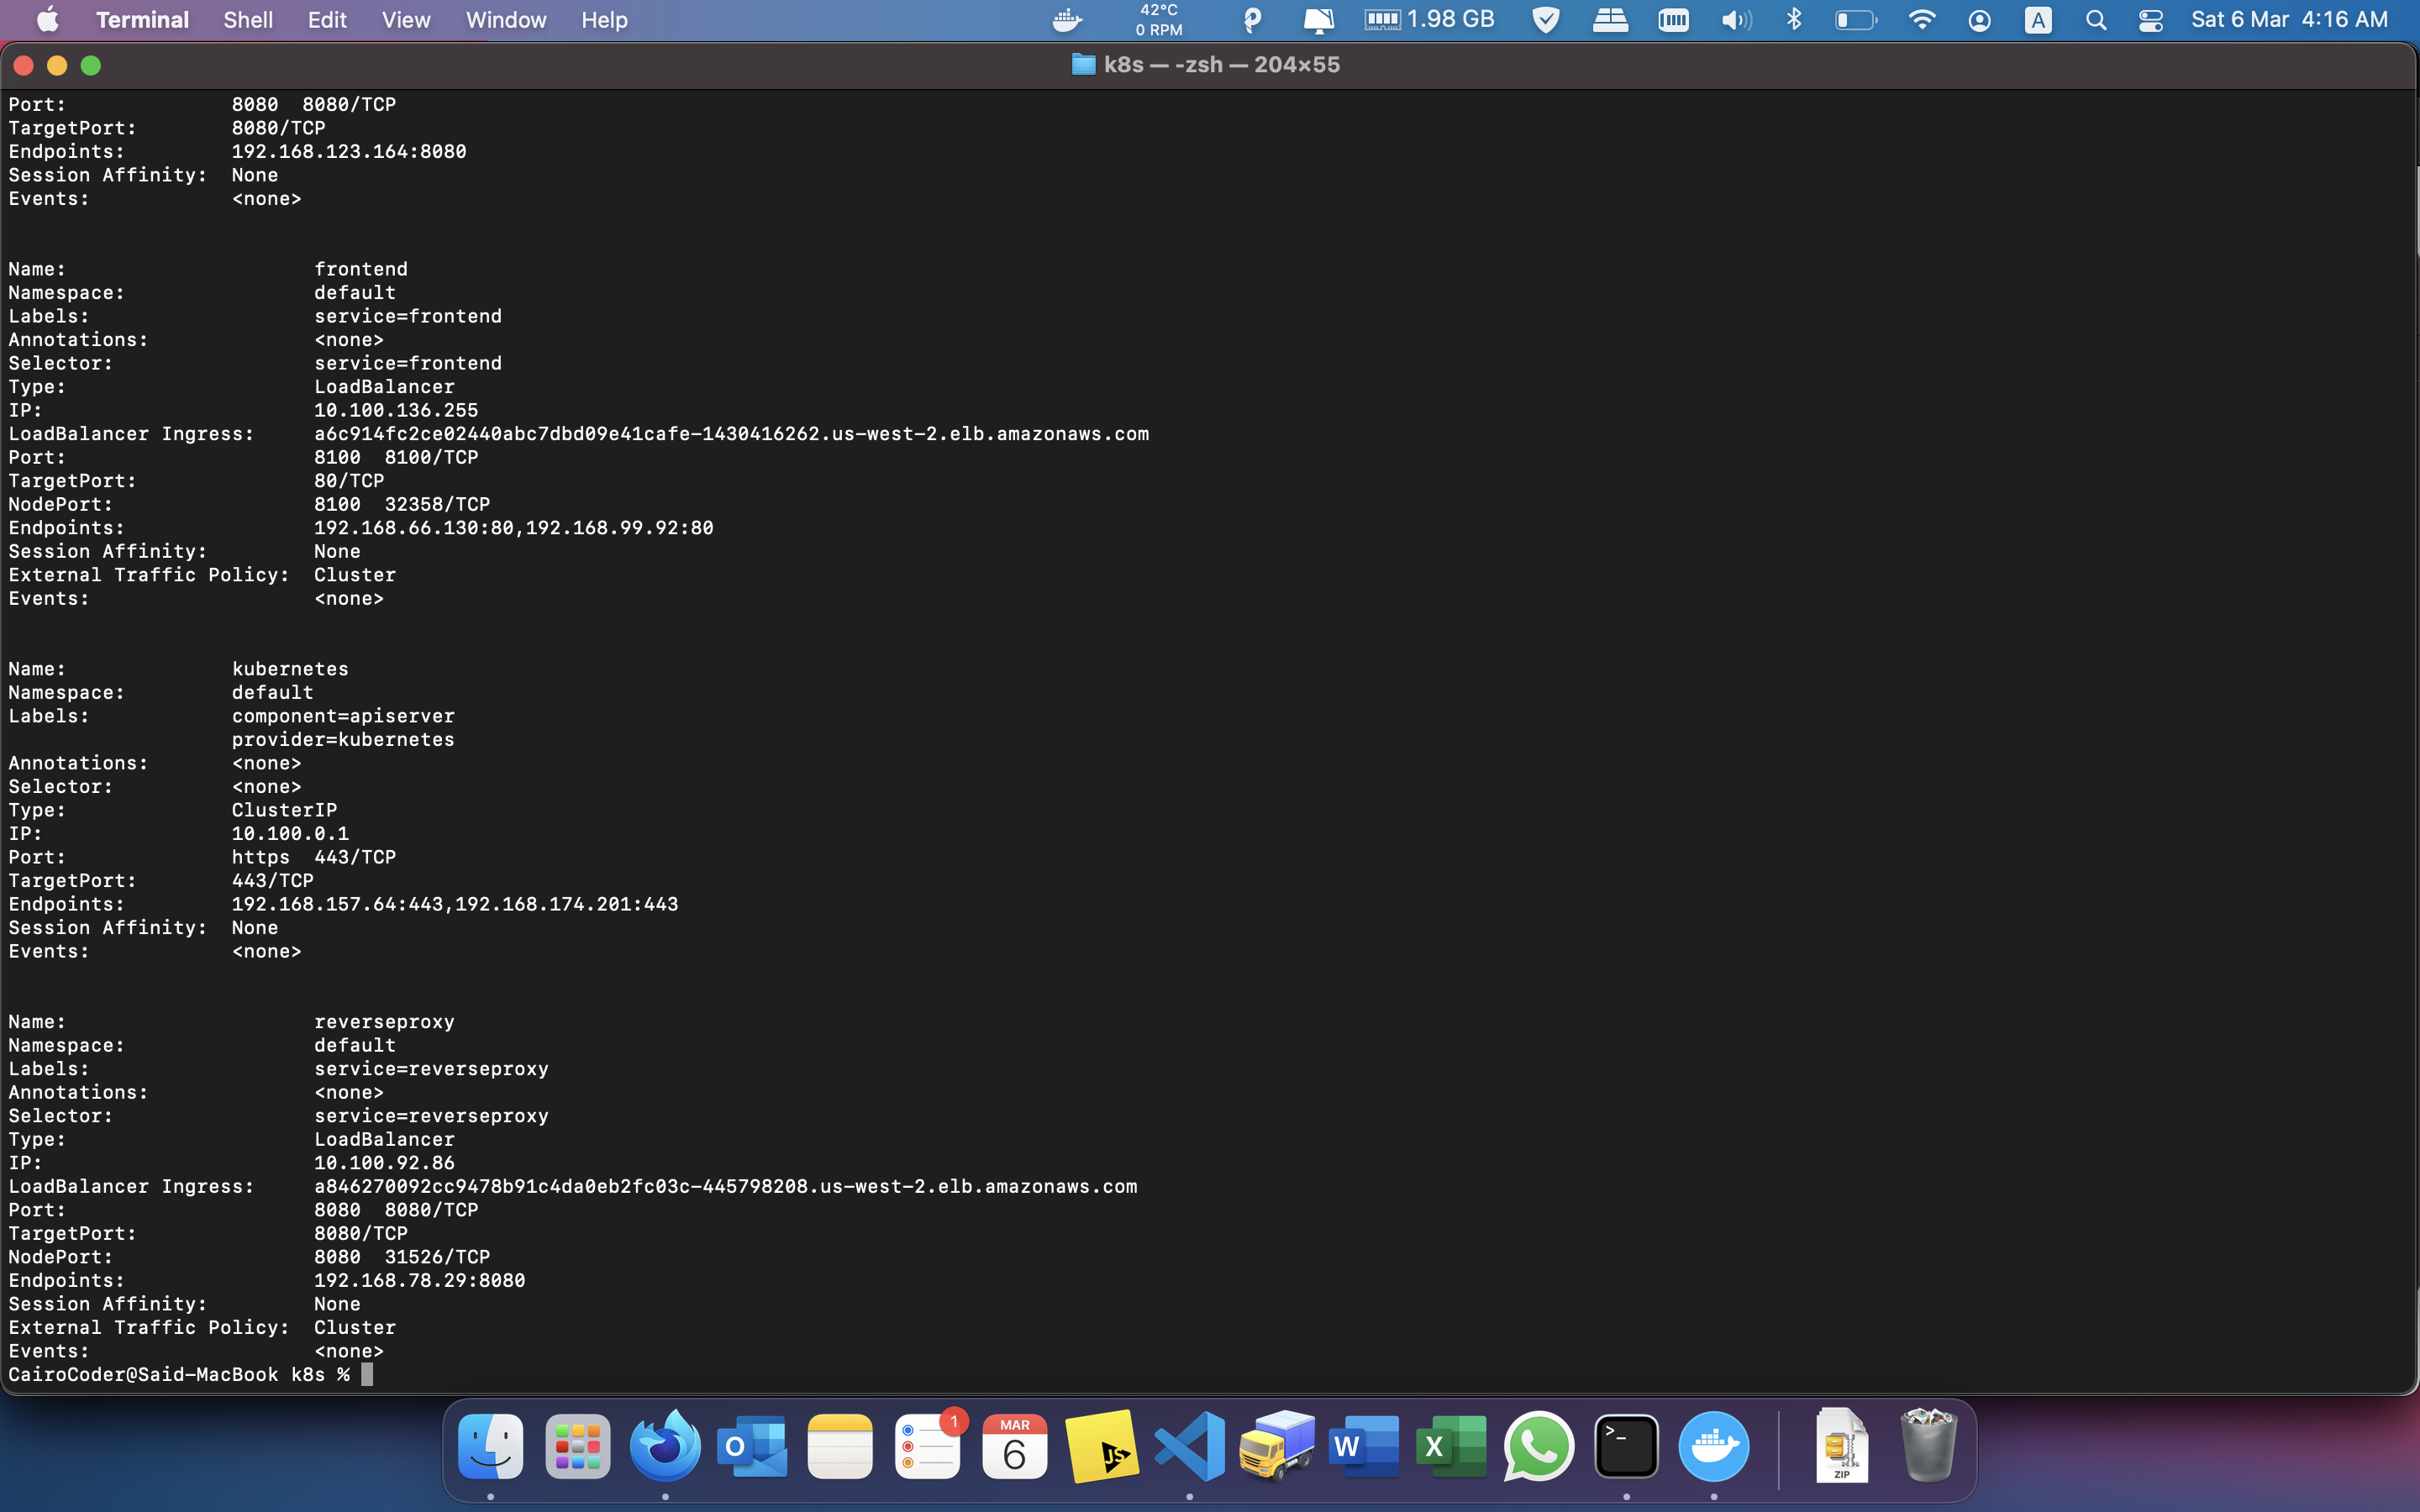 Terminal Shell Edit View Window Help 42°C 0 RPM 1.98 GB A Sat 6 Mar 4:16 AM
k8s — -zsh — 204×55
Port: 8080 8080/TCP
TargetPort: 8080/TCP
Endpoints: 192.168.123.164:8080
Session Affinity: None
Events: <none>
Name: frontend
Namespace: default
Labels: service=frontend
Annotations: <none>
Selector: service=frontend
Type: LoadBalancer
IP: 10.100.136.255
LoadBalancer Ingress: a6c914fc2ce02440abc7dbd09e41cafe-1430416262.us-west-2.elb.amazonaws.com
Port: 8100 8100/TCP
TargetPort: 80/TCP
NodePort: 8100 32358/TCP
Endpoints: 192.168.66.130:80,192.168.99.92:80
Session Affinity: None
External Traffic Policy: Cluster
Events: <none>
Name: kubernetes
Namespace: default
Labels: component=apiserver
provider=kubernetes
Annotations: <none>
Selector: <none>
Type: ClusterIP
IP: 10.100.0.1
Port: https 443/TCP
TargetPort: 443/TCP
Endpoints: 192.168.157.64:443,192.168.174.201:443
Session Affinity: None
Events: <none>
Name: reverseproxy
Namespace: default
Labels: service=reverseproxy
Annotations: <none>
Selector: service=reverseproxy
Type: LoadBalancer
IP: 10.100.92.86
LoadBalancer Ingress: a846270092cc9478b91c4da0eb2fc03c-445798208.us-west-2.elb.amazonaws.com
Port: 8080 8080/TCP
TargetPort: 8080/TCP
NodePort: 8080 31526/TCP
Endpoints: 192.168.78.29:8080
Session Affinity: None
External Traffic Policy: Cluster
Events: <none>
CairoCoder@Said-MacBook k8s %
O 1 MAR 6 JS W X >_ ZIP